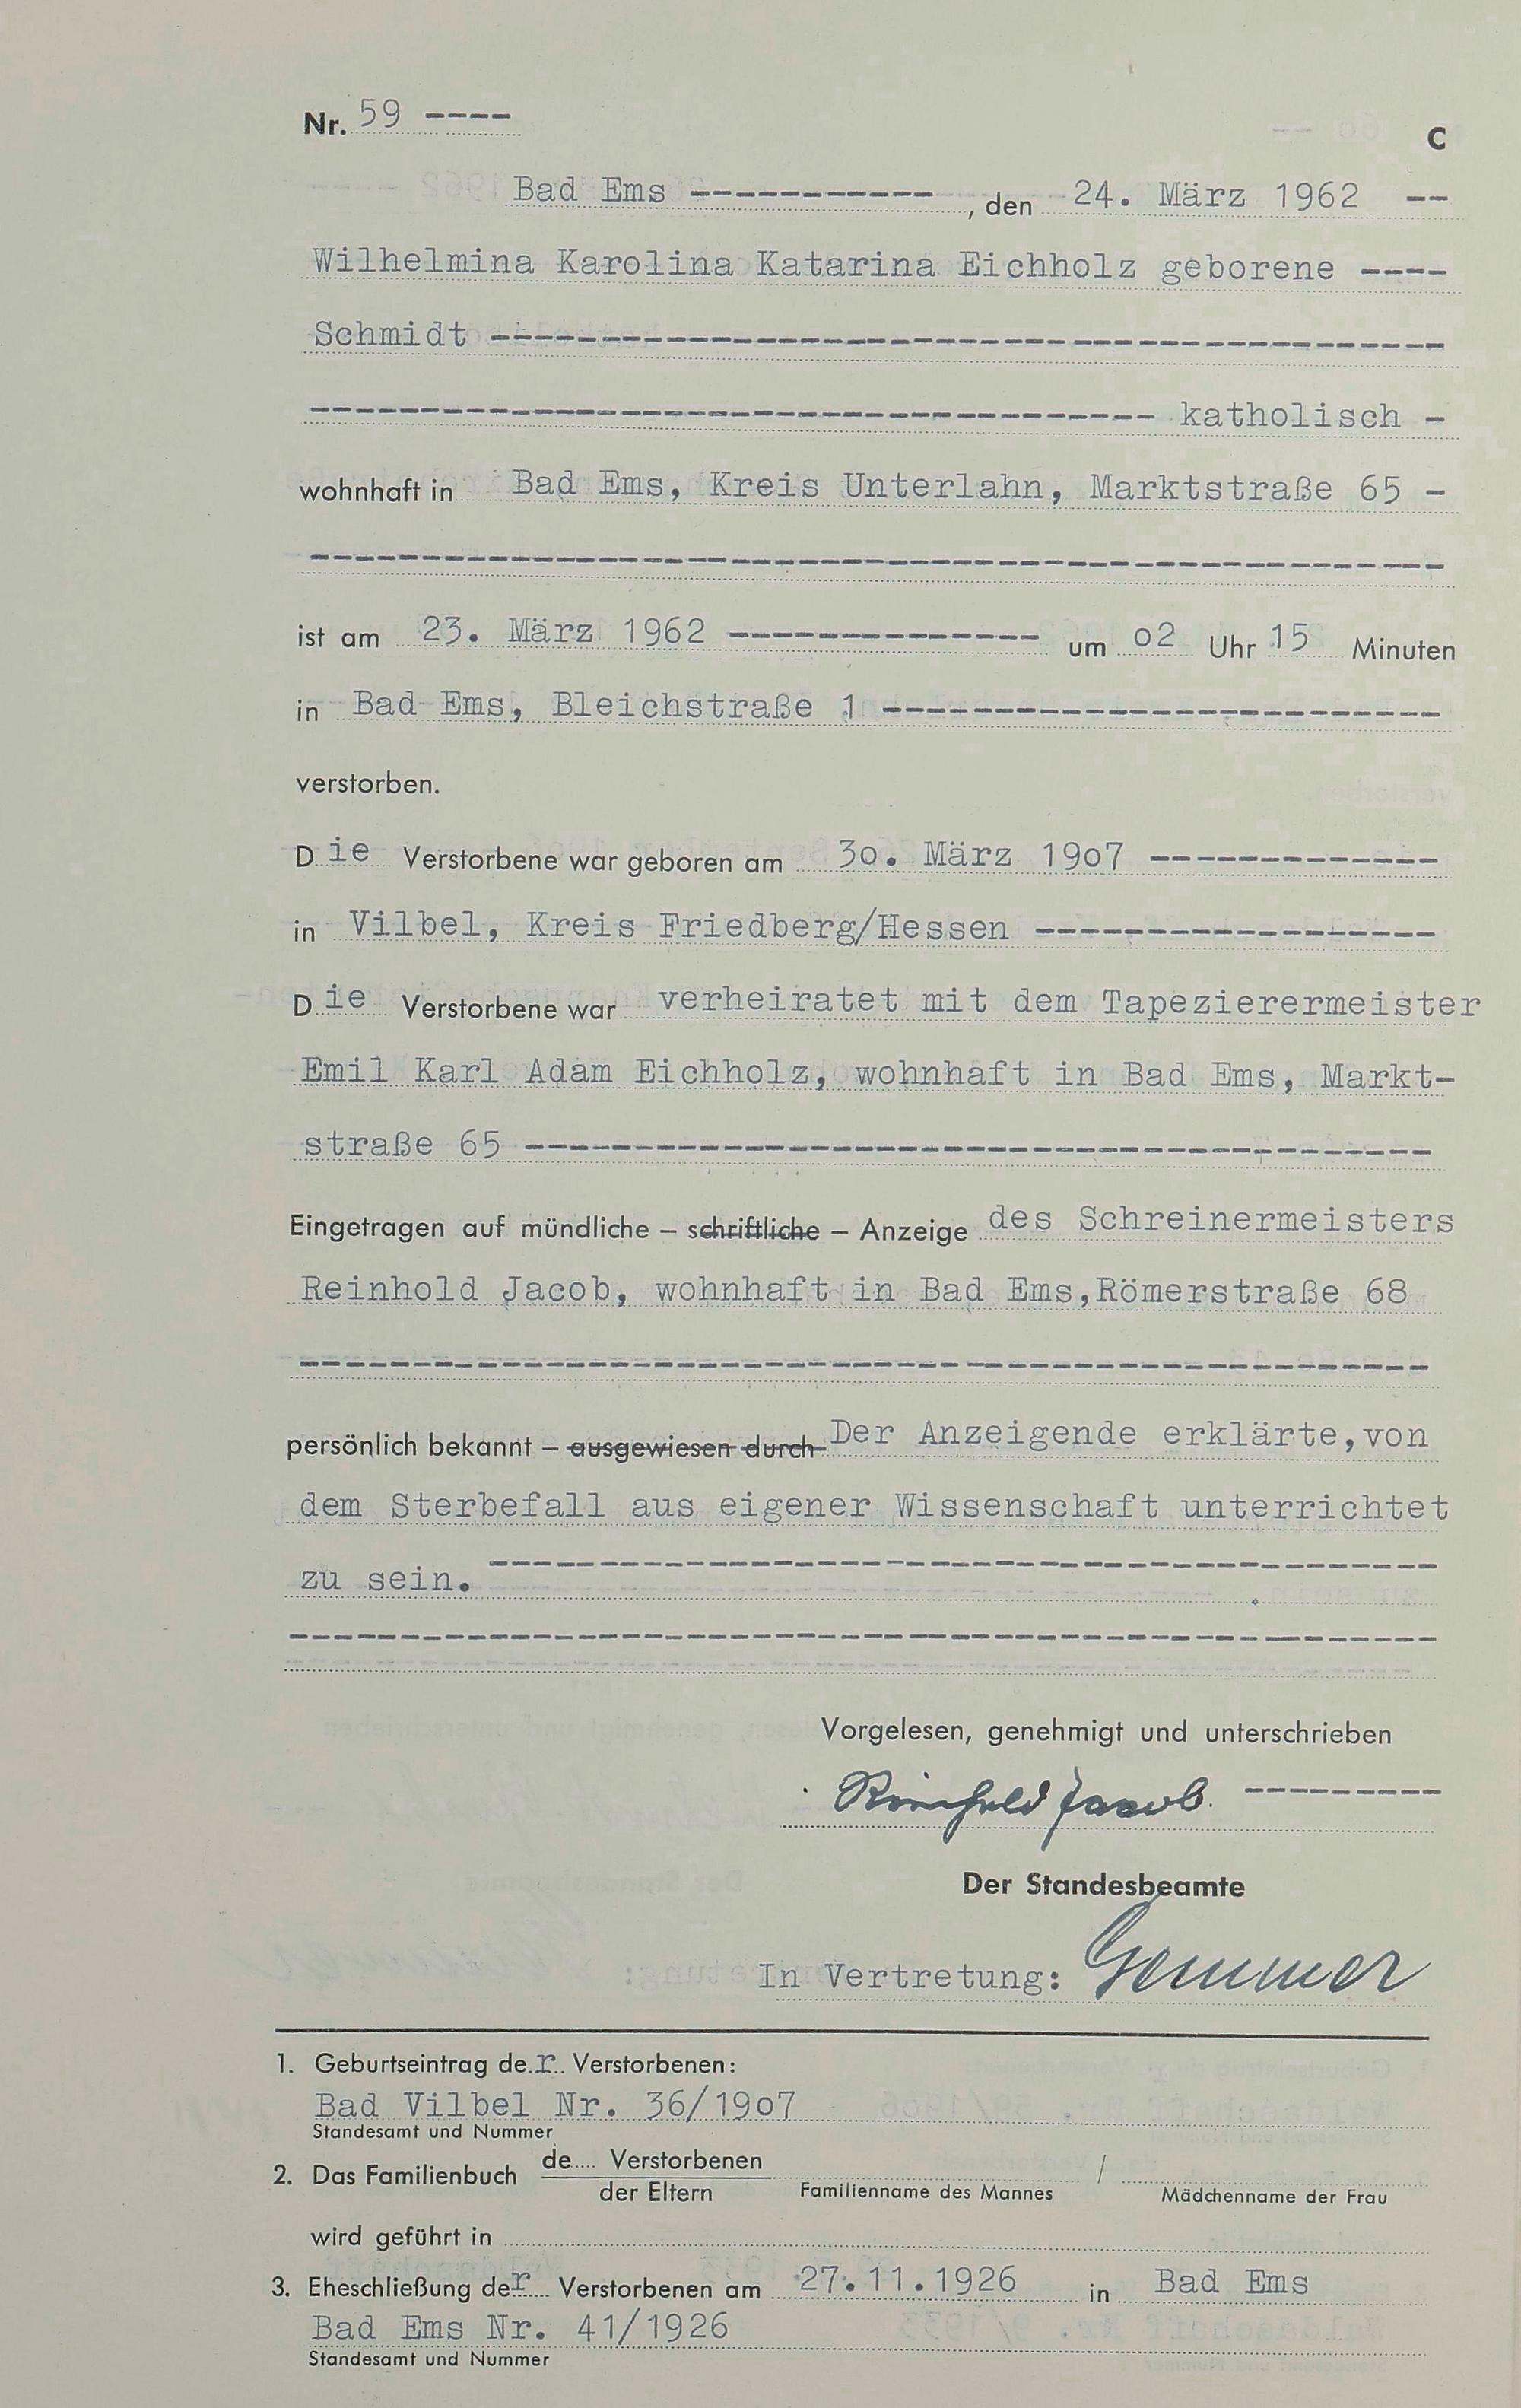 Nr. 59 ----
C
Bad Ems -----------, den 24. März 1962 --
Wilhelmina Karolina Katarina Eichholz geborene ----
Schmidt -------------------------------------------
--------------------------------------- katholisch -
wohnhaft in Bad Ems, Kreis Unterlahn, Marktstraße 65 -
----------------------------------------------------
ist am 23. März 1962 -------------- um o2 Uhr 15 Minuten
in Bad Ems, Bleichstraße 1 -------------------------
verstorben.
Die Verstorbene war geboren am 3o. März 19o7 -------------
in Vilbel, Kreis Friedberg/Hessen ------------------
Die Verstorbene war verheiratet mit dem Tapezierermeister
Emil Karl Adam Eichholz, wohnhaft in Bad Ems, Markt-
straße 65 -----------------------------------------
Eingetragen auf mündliche – schriftliche – Anzeige des Schreinermeisters
Reinhold Jacob, wohnhaft in Bad Ems,Römerstraße 68
---------------------------------------------------
persönlich bekannt – ausgewiesen durch Der Anzeigende erklärte,von
dem Sterbefall aus eigener Wissenschaft unterrichtet
zu sein. -------------------------------------------
----------------------------------------------------
Vorgelesen, genehmigt und unterschrieben
Reinhold Jacob. ---------
Der Standesbeamte
In Vertretung: Gemmer
1. Geburtseintrag der Verstorbenen:
Bad Vilbel Nr. 36/19o7
Standesamt und Nummer
2. Das Familienbuch de.... Verstorbenen /
der Eltern Familienname des Mannes Mädchenname der Frau
wird geführt in
3. Eheschließung der Verstorbenen am 27.11.1926 in Bad Ems
Bad Ems Nr. 41/1926
Standesamt und Nummer